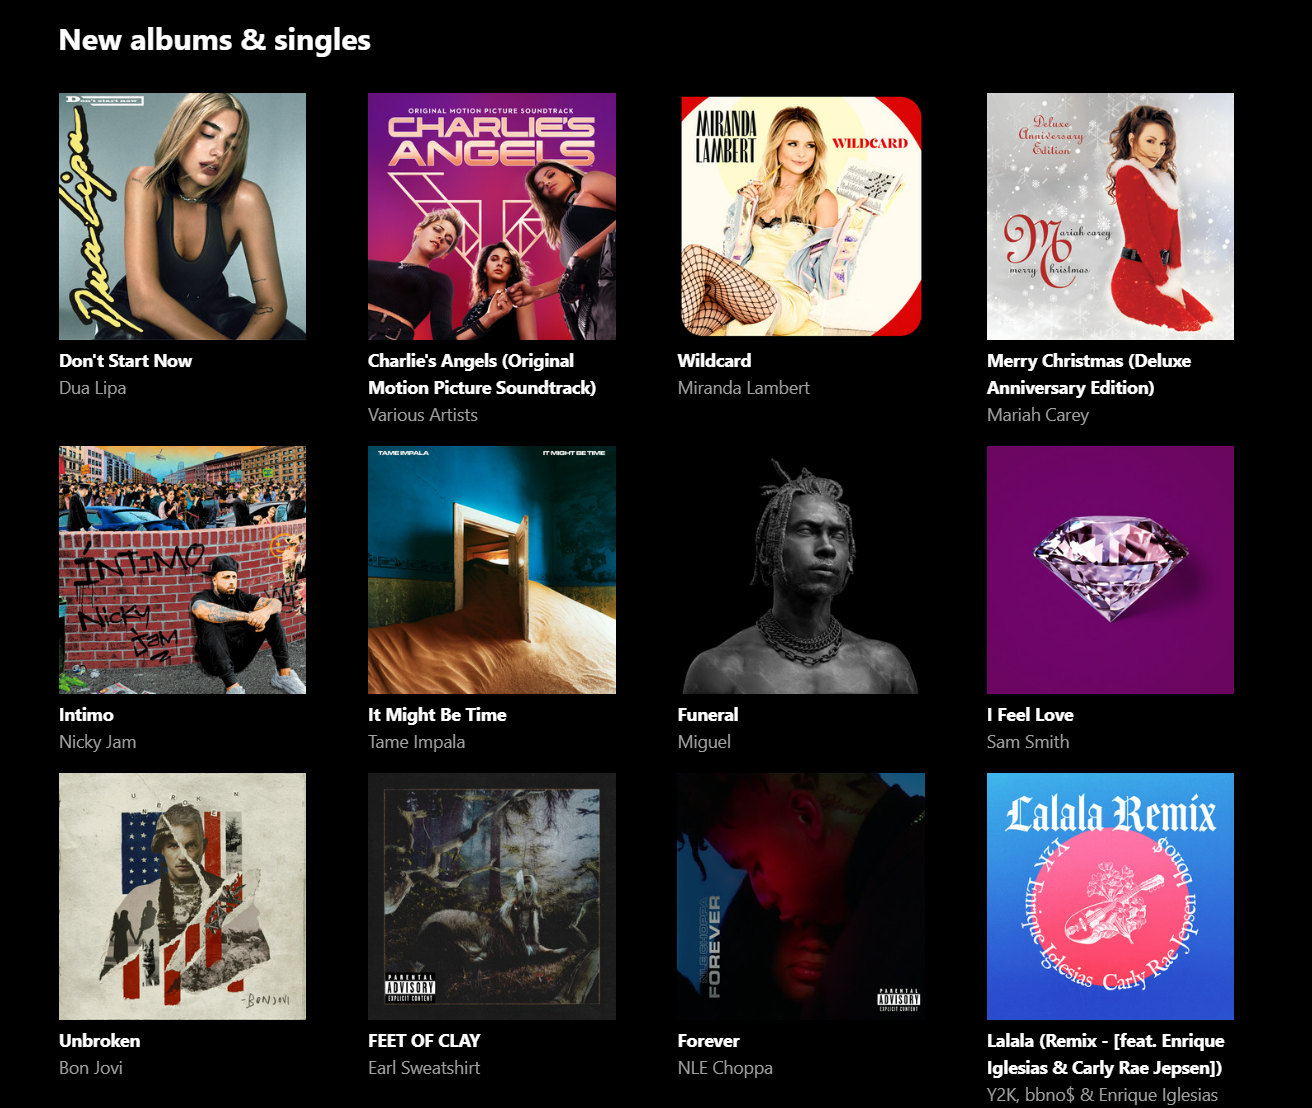 New albums & singles
Don't start now
Dua Lipa
Don't Start Now
Dua Lipa
ORIGINAL MOTION PICTURE SOUNDTRACK
CHARLIE'S
ANGELS
Charlie's Angels (Original
Motion Picture Soundtrack)
Various Artists
MIRANDA
LAMBERT
WILDCARD
Wildcard
Miranda Lambert
Deluxe
Anniversary
Edition
Mariah carey
merry Christmas
Merry Christmas (Deluxe
Anniversary Edition)
Mariah Carey
ÍNTIMO
Nicky
Jam
Intimo
Nicky Jam
TAME IMPALA
IT MIGHT BE TIME
It Might Be Time
Tame Impala
Funeral
Miguel
I Feel Love
Sam Smith
UNBROKEN
-BONJOVI
Unbroken
Bon Jovi
PARENTAL
ADVISORY
EXPLICIT CONTENT
FEET OF CLAY
Earl Sweatshirt
NLE CHOPPA
FOREVER
PARENTAL
ADVISORY
EXPLICIT CONTENT
Forever
NLE Choppa
Lalala Remix
Y2K Enrique Iglesias Carly Rae Jepsen bbno$
Lalala (Remix - [feat. Enrique
Iglesias & Carly Rae Jepsen])
Y2K, bbno$ & Enrique Iglesias